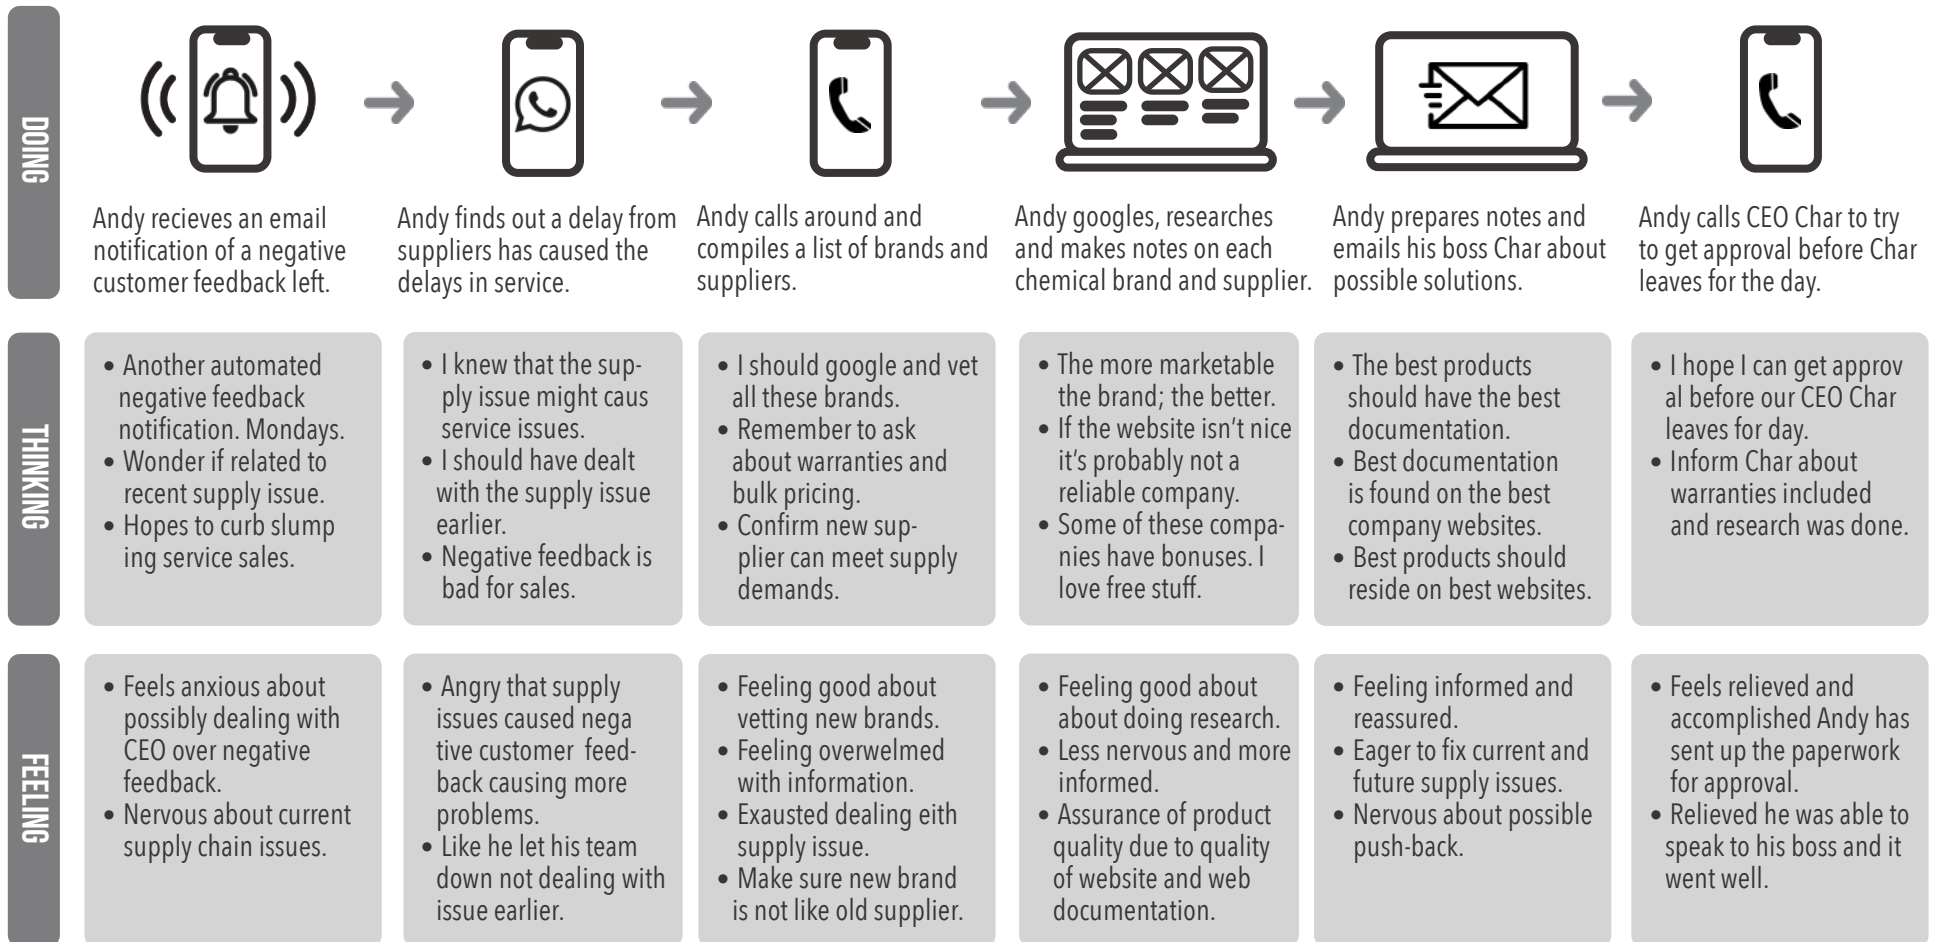 DOING
Andy recieves an email
notification of a negative
customer feedback left.
Andy finds out a delay from
suppliers has caused the
delays in service.
Andy calls around and
compiles a list of brands and
suppliers.
Andy googles, researches
and makes notes on each
chemical brand and supplier.
Andy prepares notes and
emails his boss Char about
possible solutions.
Andy calls CEO Char to try
to get approval before Char
leaves for the day.
THINKING
• Another automated
negative feedback
notification. Mondays.
• Wonder if related to
recent supply issue.
• Hopes to curb slump
ing service sales.
• I knew that the sup-
ply issue might caus
service issues.
• I should have dealt
with the supply issue
earlier.
• Negative feedback is
bad for sales.
• I should google and vet
all these brands.
• Remember to ask
about warranties and
bulk pricing.
• Confirm new sup-
plier can meet supply
demands.
• The more marketable
the brand; the better.
• If the website isn't nice
it's probably not a
reliable company.
• Some of these compa-
nies have bonuses. I
love free stuff.
• The best products
should have the best
documentation.
• Best documentation
is found on the best
company websites.
• Best products should
reside on best websites.
• I hope I can get approv
al before our CEO Char
leaves for day.
• Inform Char about
warranties included
and research was done.
FEELING
• Feels anxious about
possibly dealing with
CEO over negative
feedback.
• Nervous about current
supply chain issues.
• Angry that supply
issues caused nega
tive customer  feed-
back causing more
problems.
• Like he let his team
down not dealing with
issue earlier.
• Feeling good about
vetting new brands.
• Feeling overwelmed
with information.
• Exausted dealing eith
supply issue.
• Make sure new brand
is not like old supplier.
• Feeling good about
about doing research.
• Less nervous and more
informed.
• Assurance of product
quality due to quality
of website and web
documentation.
• Feeling informed and
reassured.
• Eager to fix current and
future supply issues.
• Nervous about possible
push-back.
• Feels relieved and
accomplished Andy has
sent up the paperwork
for approval.
• Relieved he was able to
speak to his boss and it
went well.